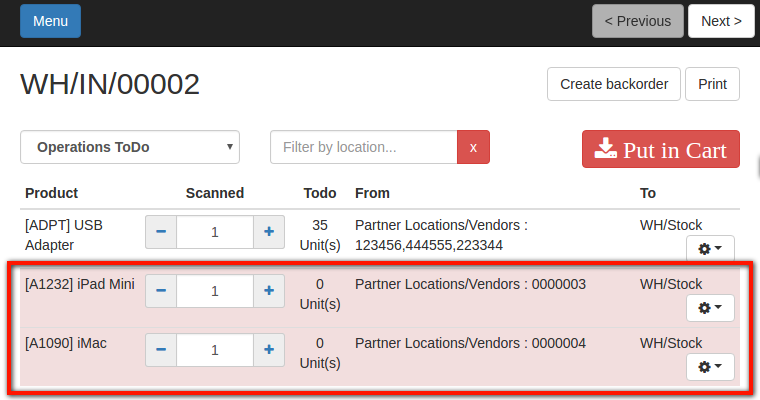 Menu
< Previous
Next >
WH/IN/00002
Create backorder
Print
Operations ToDo
Filter by location...
x
Put in Cart
Product Scanned Todo From To
[ADPT] USB Adapter
1
35 Unit(s)
Partner Locations/Vendors :
123456,444555,223344
WH/Stock
[A1232] iPad Mini
1
0 Unit(s)
Partner Locations/Vendors : 0000003
WH/Stock
[A1090] iMac
1
0 Unit(s)
Partner Locations/Vendors : 0000004
WH/Stock